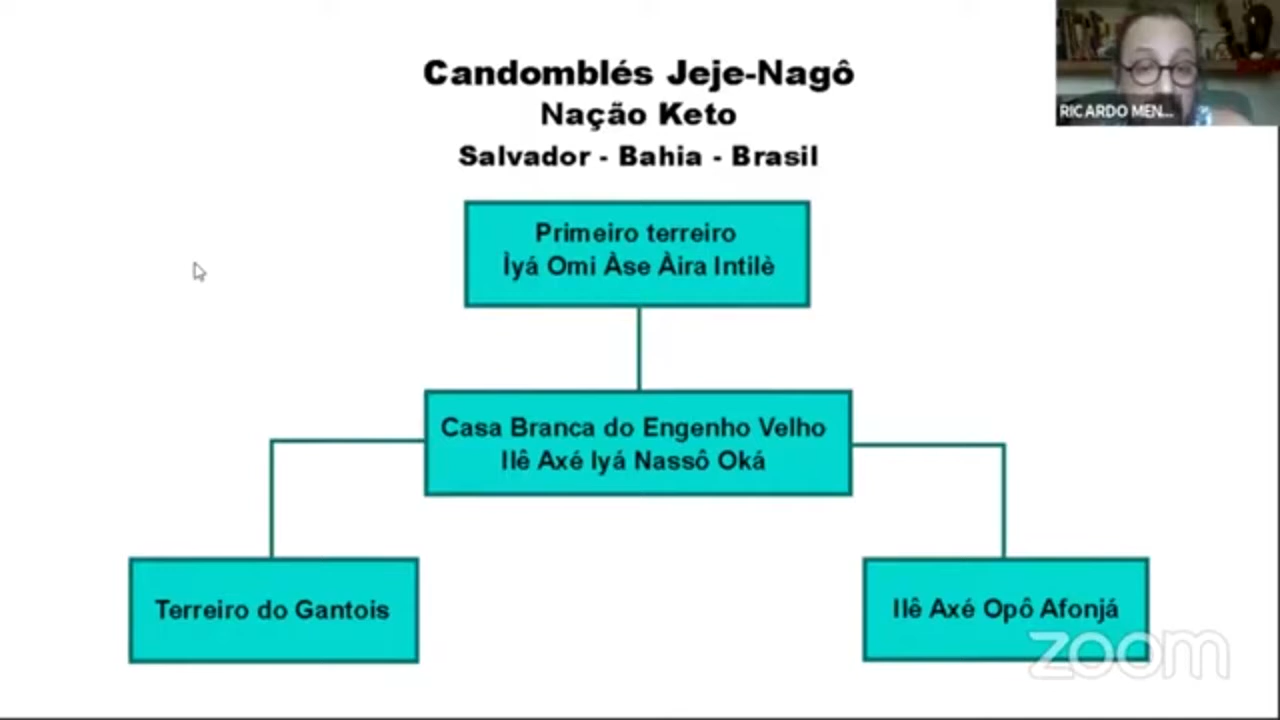 Candomblés Jeje-Nagô
Nação Keto
Salvador - Bahia - Brasil
RICARDO MEN...
Primeiro terreiro
Ìyá Omi Àse Àira Intilè
Casa Branca do Engenho Velho
Ilê Axé Iyá Nassô Oká
Terreiro do Gantois
Ilê Axé Opô Afonjá
zoom